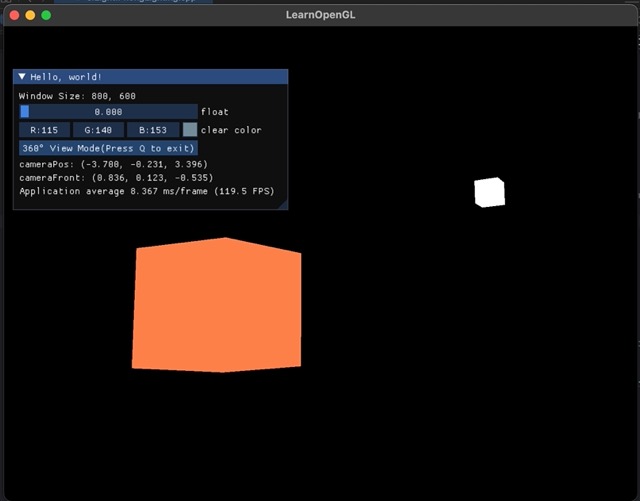 LearnOpenGL
Hello, world!
Window Size: 800, 600
0.000 float
R:115 G:140 B:153 clear color
360° View Mode(Press Q to exit)
cameraPos: (-3.700, -0.231, 3.396)
cameraFront: (0.836, 0.123, -0.535)
Application average 8.367 ms/frame (119.5 FPS)